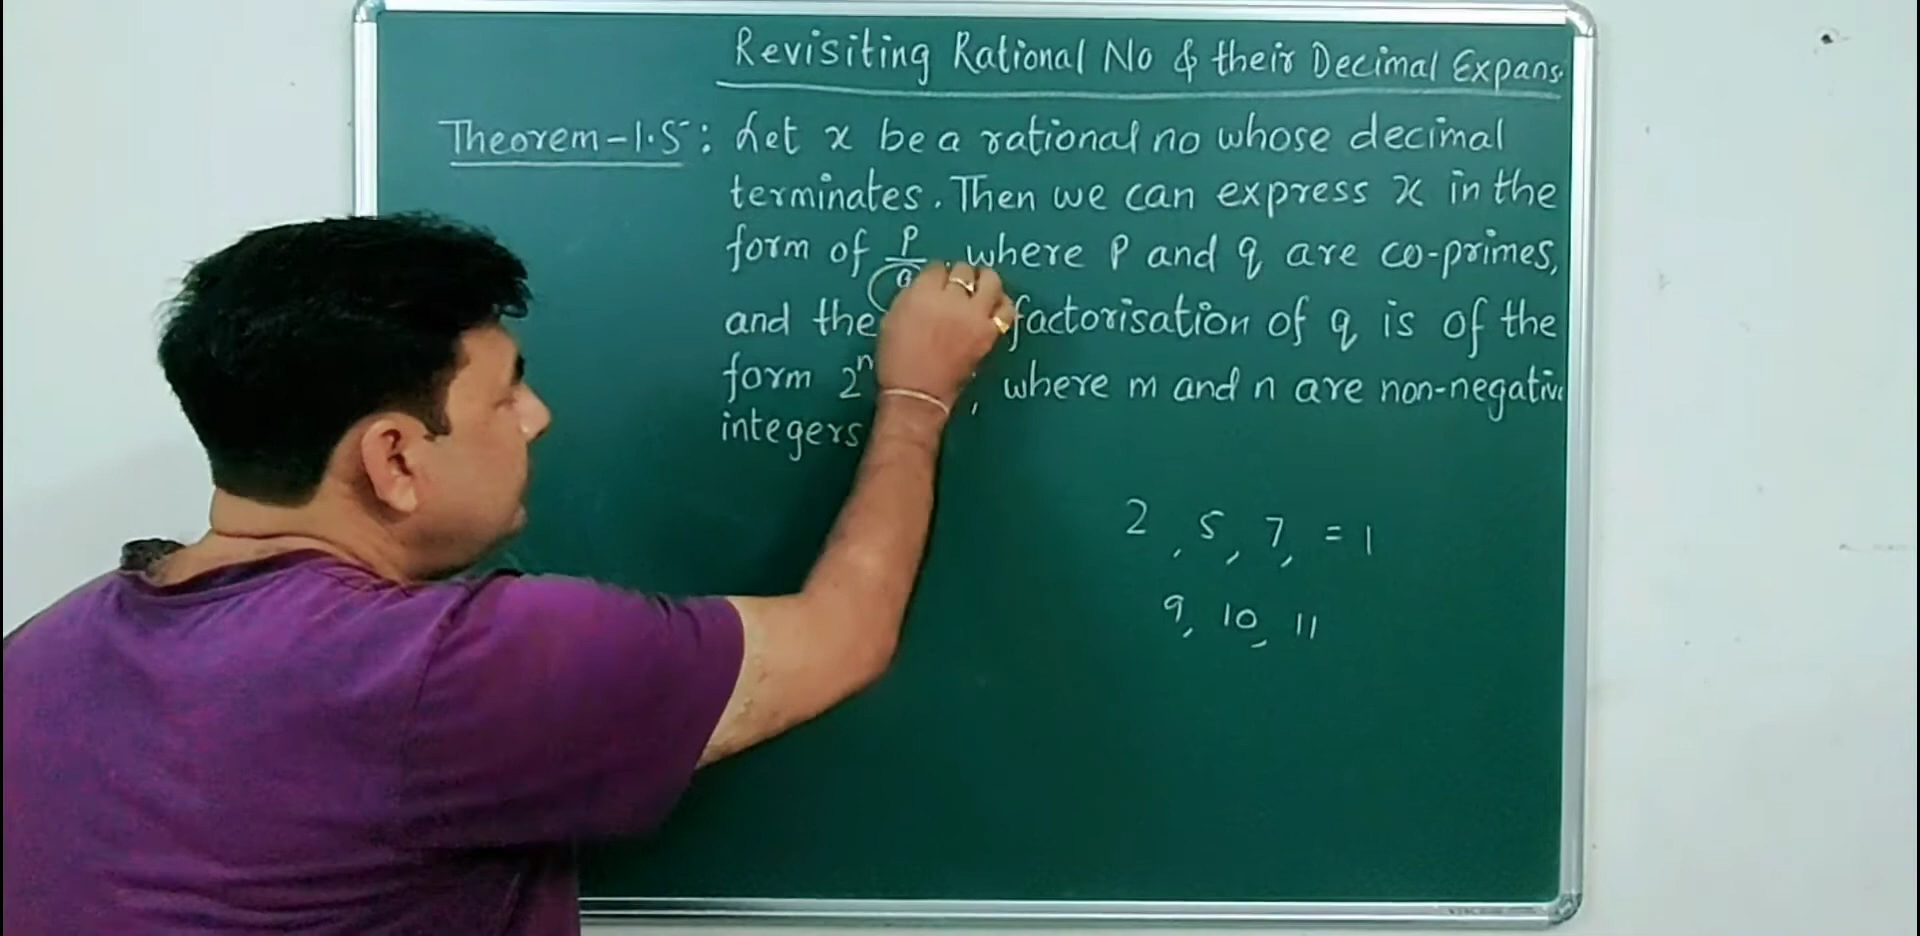 Revisiting Rational No & their Decimal Expans.
Theorem-1.5: Let x be a rational no whose decimal
terminates. Then we can express x in the
form of p/q, where p and q are co-primes,
and the factorisation of q is of the
form 2^n ; where m and n are non-negative
integers
2, 5, 7, = 1
9, 10, 11